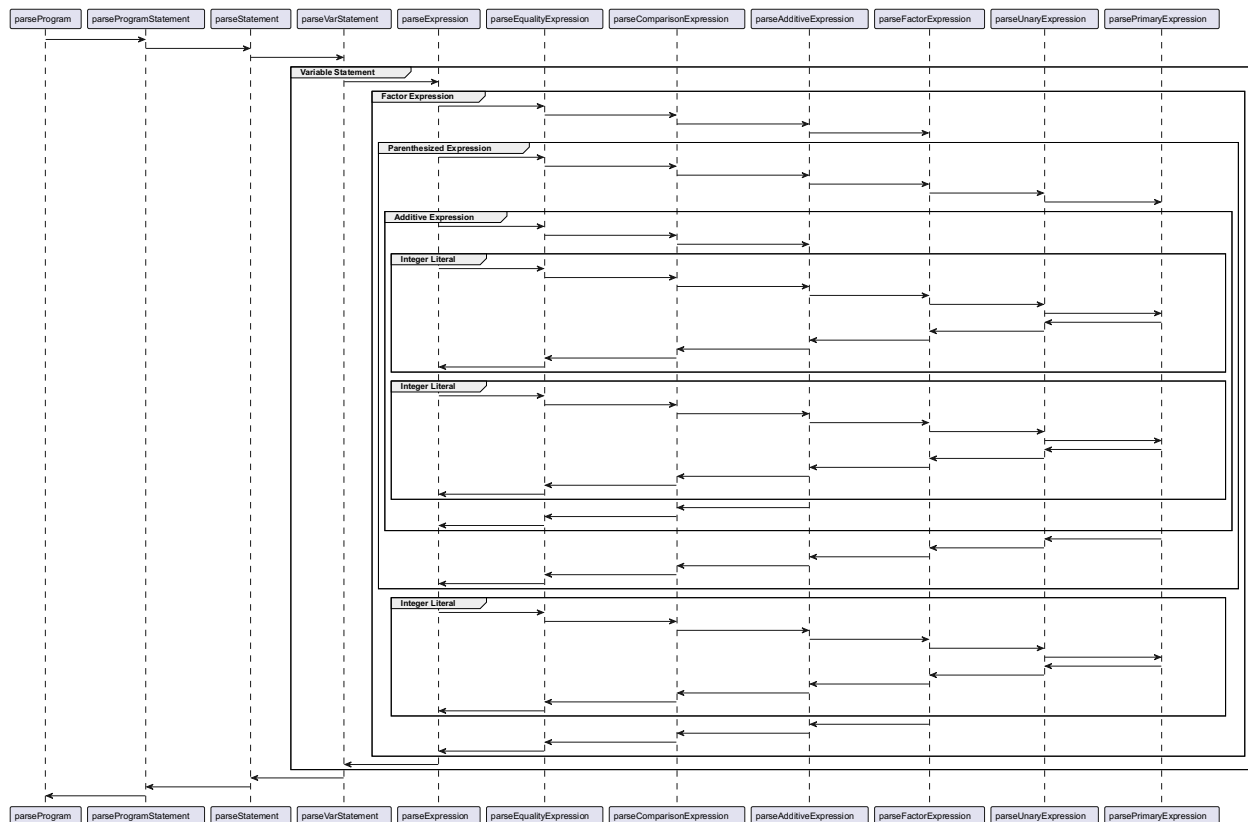 parseProgram parseProgramStatement parseStatement parseVarStatement parseExpression parseEqualityExpression parseComparisonExpression parseAdditiveExpression parseFactorExpression parseUnaryExpression parsePrimaryExpression
Variable Statement
Factor Expression
Parenthesized Expression
Additive Expression
Integer Literal
Integer Literal
Integer Literal
parseProgram parseProgramStatement parseStatement parseVarStatement parseExpression parseEqualityExpression parseComparisonExpression parseAdditiveExpression parseFactorExpression parseUnaryExpression parsePrimaryExpression